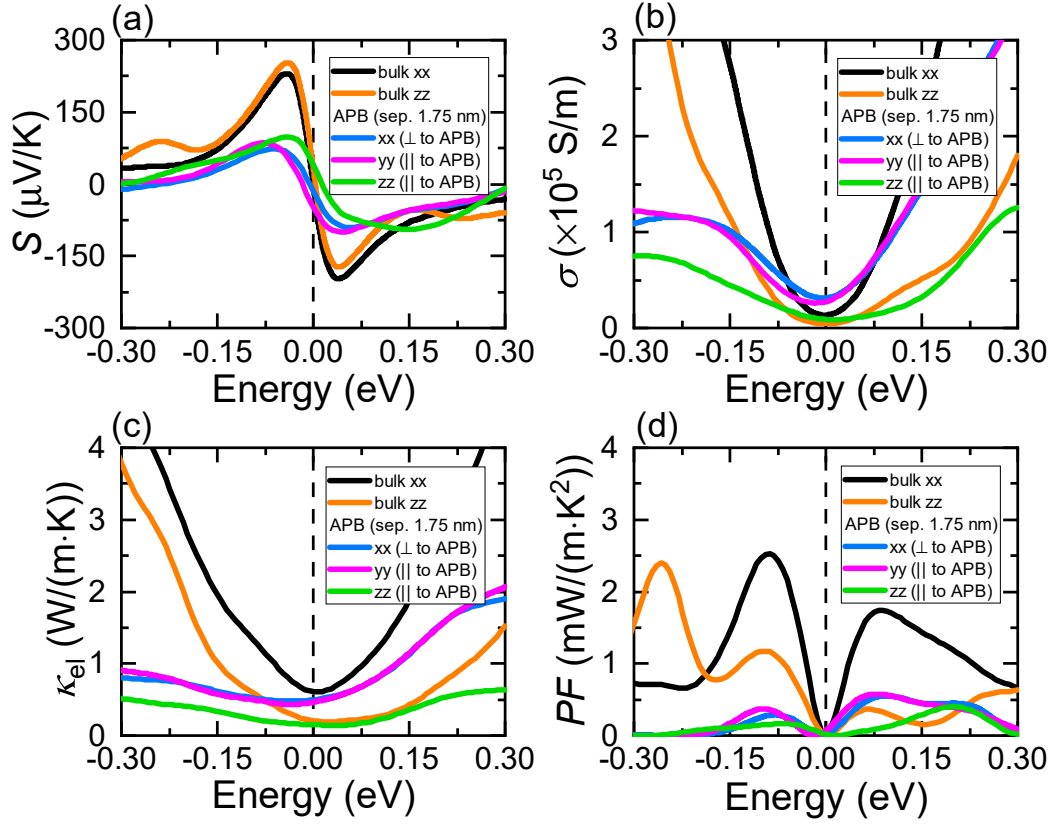 (a)
S (μV/K)
300
150
0
-150
-300
bulk xx
bulk zz
APB (sep. 1.75 nm)
xx (⊥ to APB)
yy (|| to APB)
zz (|| to APB)
-0.30 -0.15 0.00 0.15 0.30
Energy (eV)
(b)
σ (×10⁵ S/m)
3
2
1
0
bulk xx
bulk zz
APB (sep. 1.75 nm)
xx (⊥ to APB)
yy (|| to APB)
zz (|| to APB)
-0.30 -0.15 0.00 0.15 0.30
Energy (eV)
(c)
κel (W/(m·K))
4
3
2
1
0
bulk xx
bulk zz
APB (sep. 1.75 nm)
xx (⊥ to APB)
yy (|| to APB)
zz (|| to APB)
-0.30 -0.15 0.00 0.15 0.30
Energy (eV)
(d)
PF (mW/(m·K²))
4
3
2
1
0
bulk xx
bulk zz
APB (sep. 1.75 nm)
xx (⊥ to APB)
yy (|| to APB)
zz (|| to APB)
-0.30 -0.15 0.00 0.15 0.30
Energy (eV)